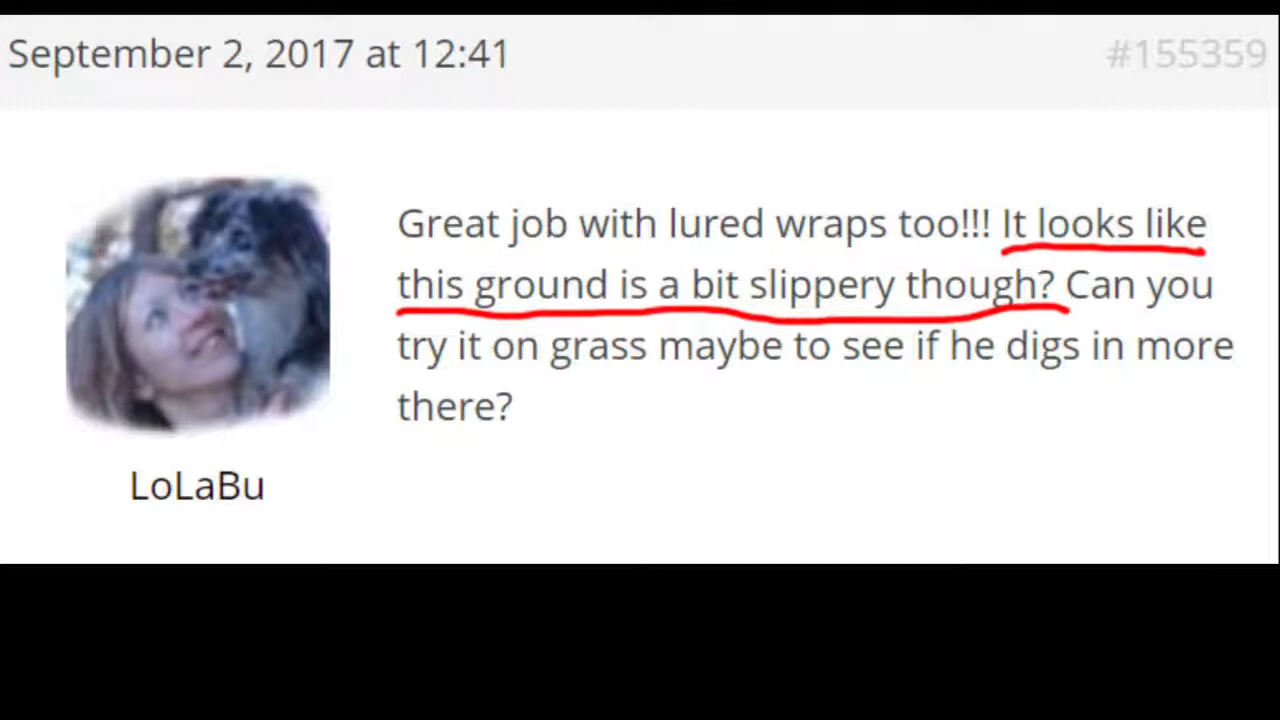 September 2, 2017 at 12:41
#155359
Great job with lured wraps too!!! It looks like
this ground is a bit slippery though? Can you
try it on grass maybe to see if he digs in more
there?
LoLaBu